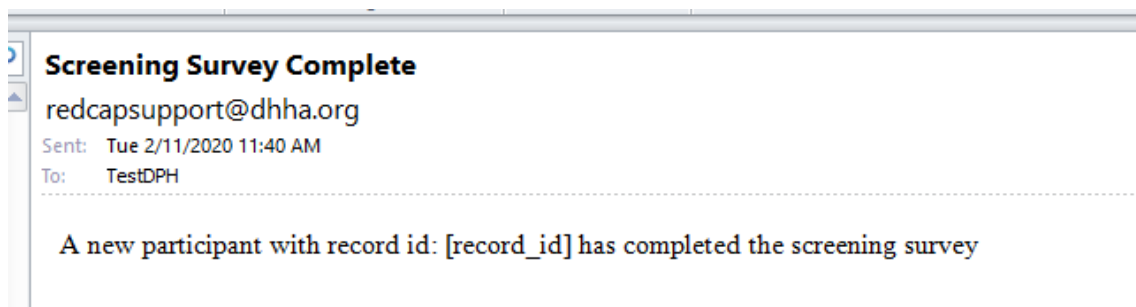 Screening Survey Complete
redcapsupport@dhha.org
Sent: Tue 2/11/2020 11:40 AM
To: TestDPH
A new participant with record id: [record_id] has completed the screening survey